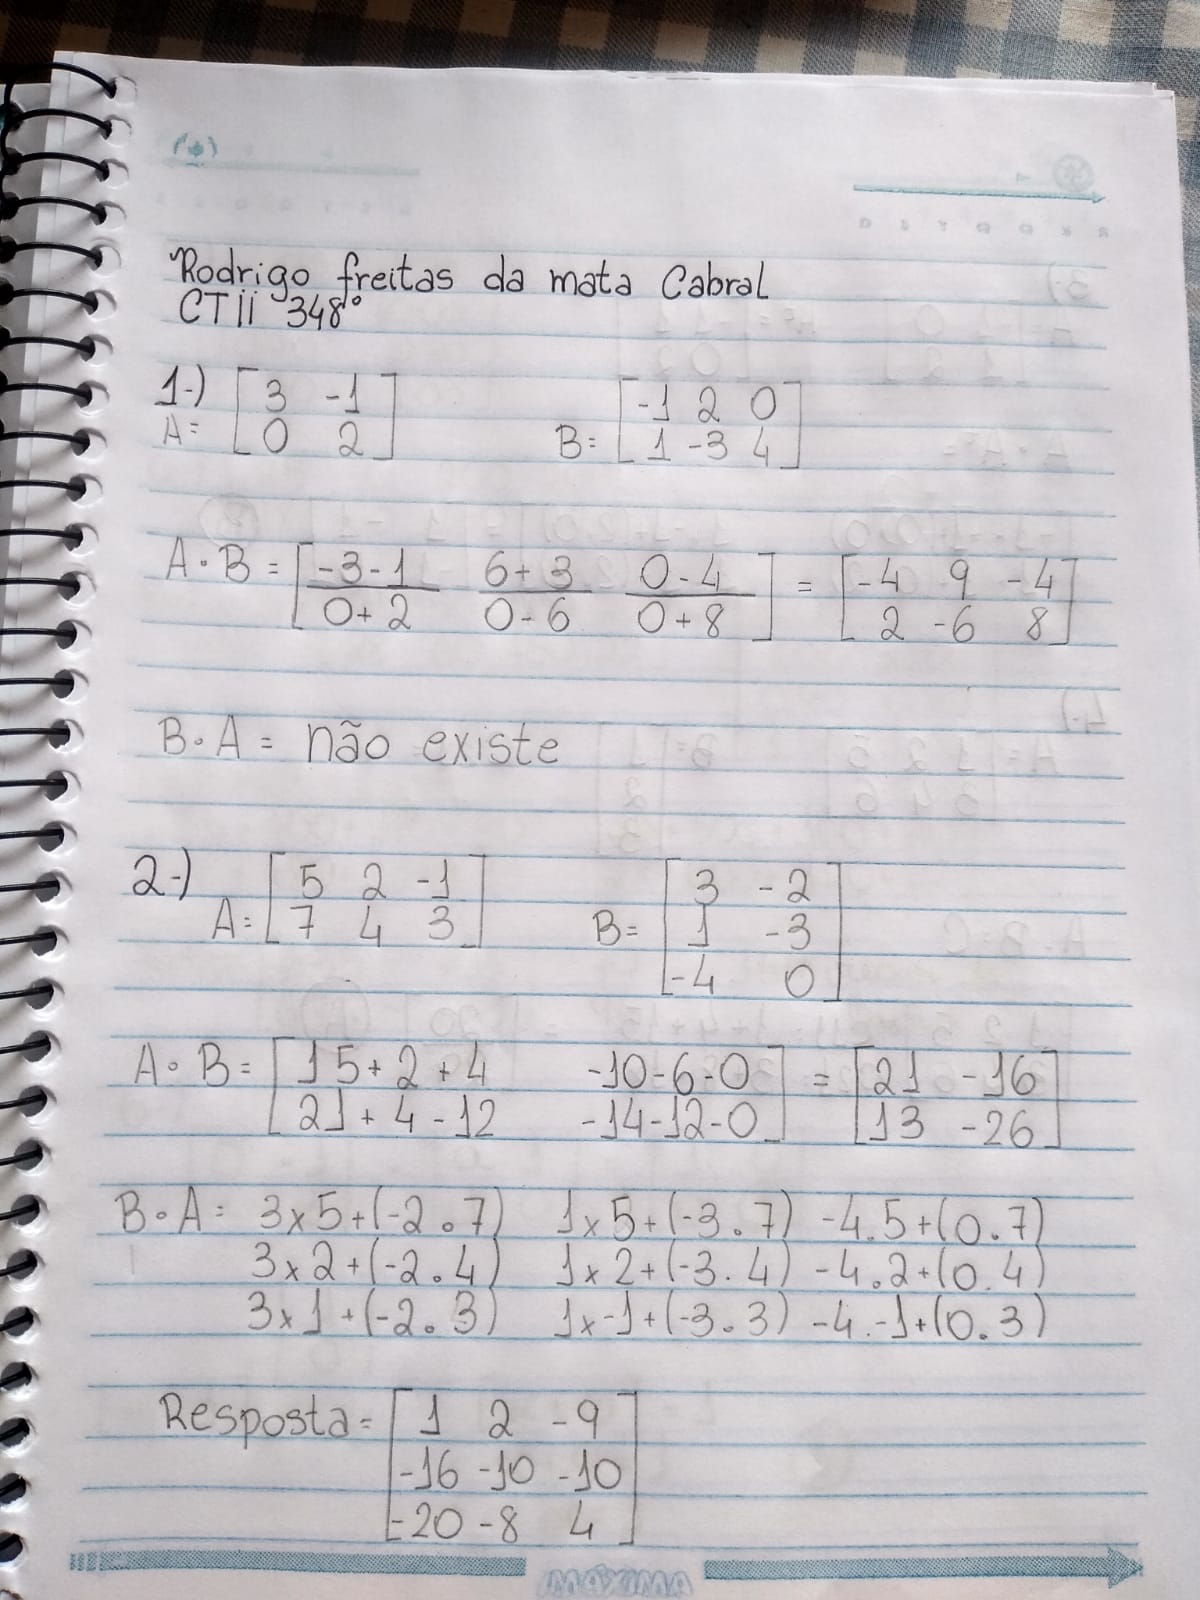 Rodrigo freitas da mata Cabral
CTii 348°
1-)
A= [3 -1
0 2]
B= [-1 2 0
1 -3 4]
A • B = [-3-1 6+3 0-4
0+2 0-6 0+8] = [-4 9 -4
2 -6 8]
B. A = não existe
2-)
A= [5 2 -1
7 4 3]
B= [3 -2
1 -3
-4 0]
A • B= [15+2+4 -10-6-0
21+4-12 -14-12-0] = [21 -16
13 -26]
B • A = 3x5+(-2.7) 1x5+(-3.7) -4.5+(0.7)
3x2+(-2.4) 1x2+(-3.4) -4.2+(0.4)
3x1+(-2.3) 1x-1+(-3.3) -4.-1+(0.3)
Resposta= [1 2 -9
-16 -10 -10
-20 -8 4]
MÁXIMA